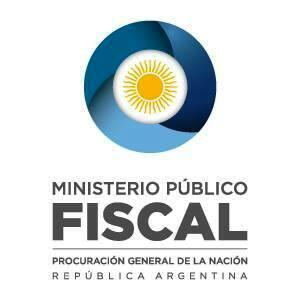 MINISTERIO PÚBLICO
FISCAL
PROCURACIÓN GENERAL DE LA NACIÓN
REPÚBLICA ARGENTINA